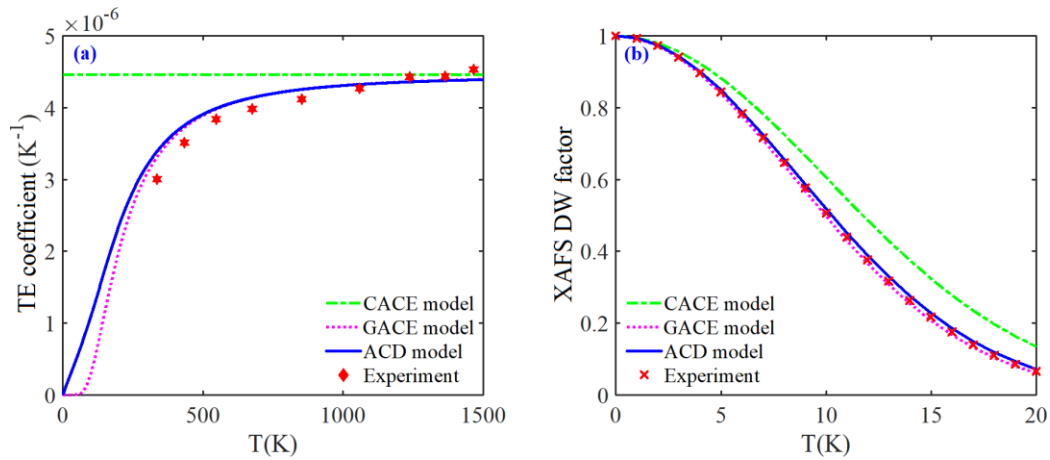 ×10⁻⁶
5
4
3
2
1
0
0
500
1000
1500
T(K)
TE coefficient (K⁻¹)
(a)
CACE model
GACE model
ACD model
Experiment
1
0.8
0.6
0.4
0.2
0
0
5
10
15
20
T(K)
XAFS DW factor
(b)
CACE model
GACE model
ACD model
Experiment